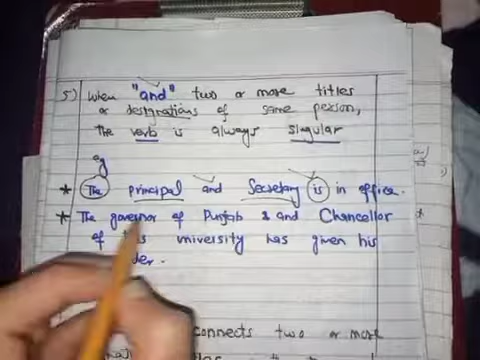 5) When "and" two or more titles
or designations of same person,
the verb is always singular
eg
* The principal and Secretary is in office.
* The governor of Punjab & and Chancellor *
of university has given his
der.
connects two or more